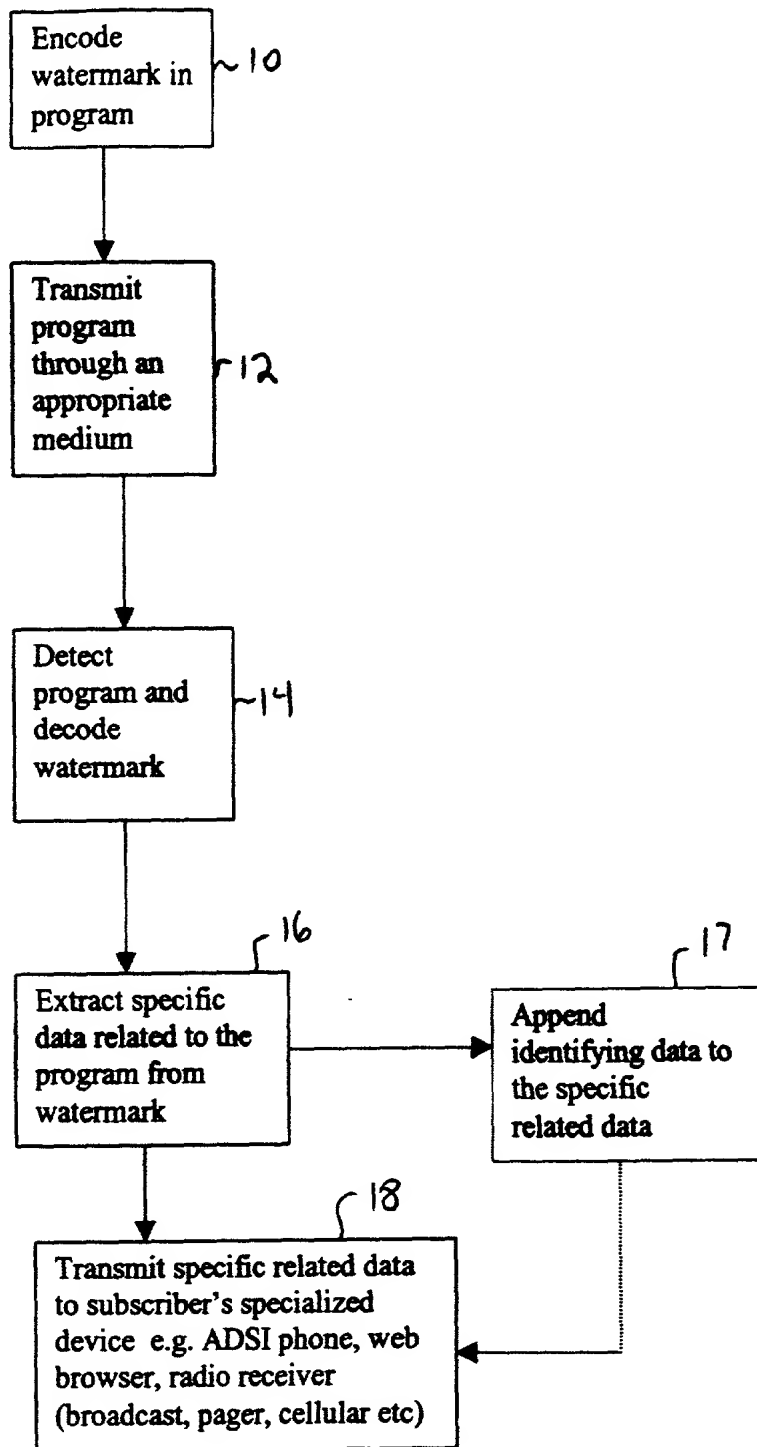 Encode
watermark in
program
10
Transmit
program
through an
appropriate
medium
12
Detect
program and
decode
watermark
14
16
Extract specific
data related to the
program from
watermark
17
Append
identifying data to
the specific
related data
18
Transmit specific related data
to subscriber's specialized
device e.g. ADSI phone, web
browser, radio receiver
(broadcast, pager, cellular etc)